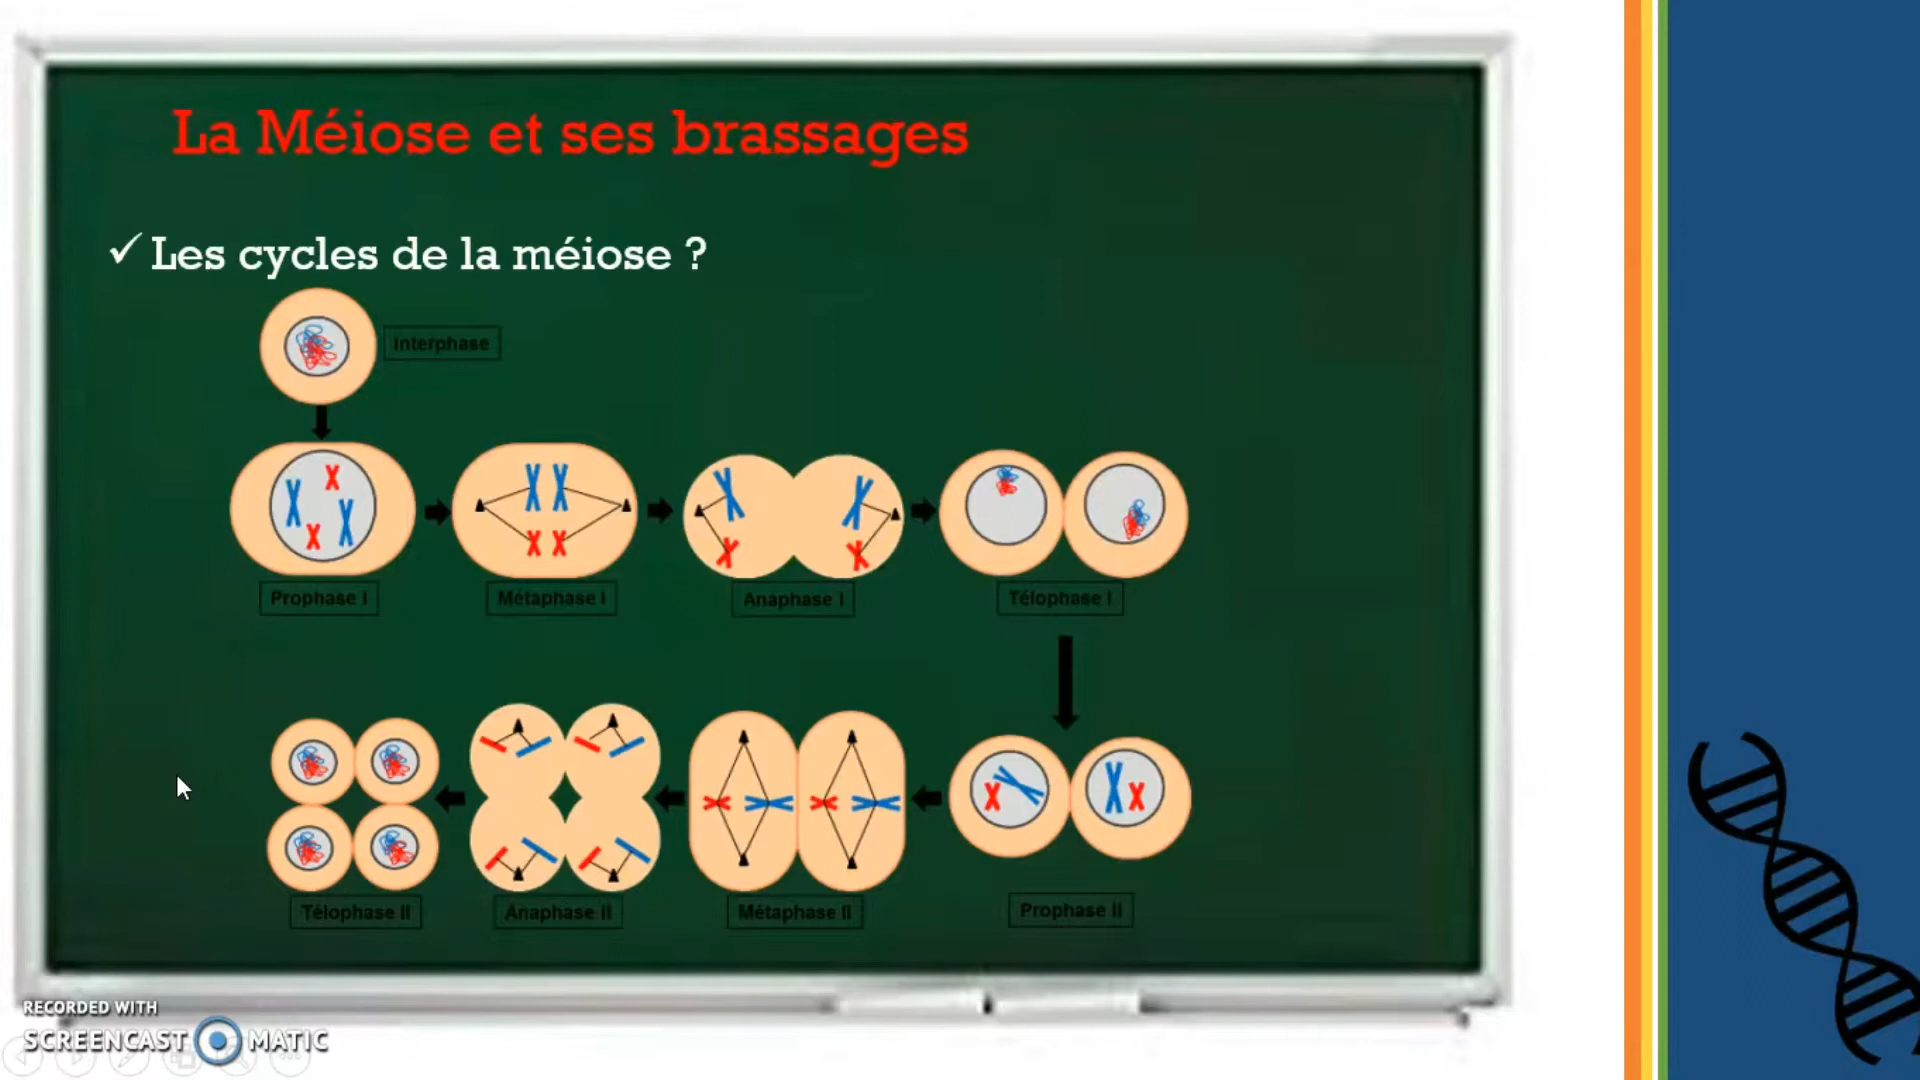 La Méiose et ses brassages
✓ Les cycles de la méiose ?
Interphase
Prophase I
Métaphase I
Anaphase I
Télophase I
Télophase II
Anaphase II
Métaphase II
Prophase II
RECORDED WITH
SCREENCAST MATIC